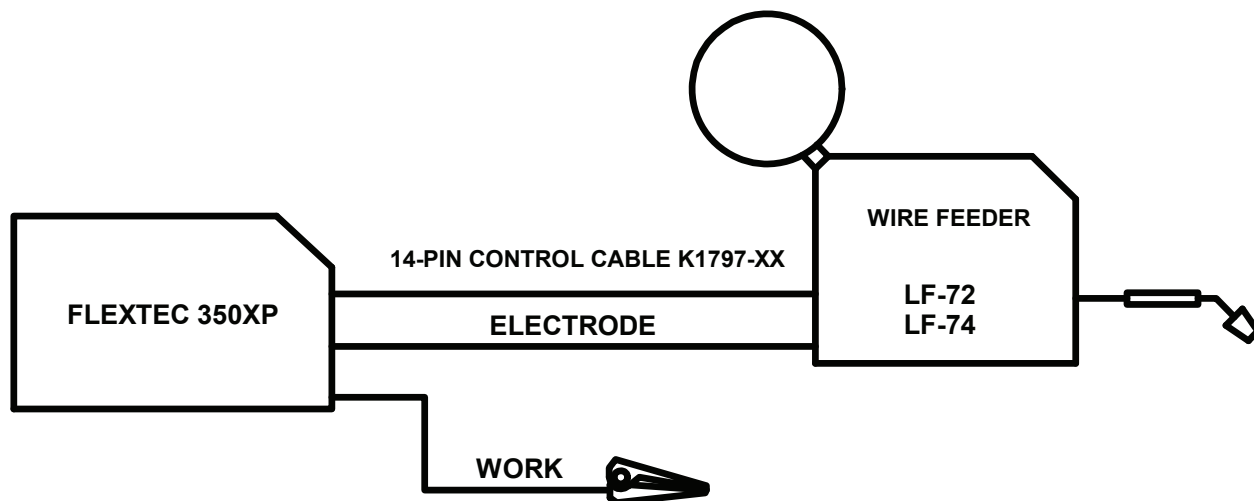 WIRE FEEDER
14-PIN CONTROL CABLE K1797-XX
FLEXTEC 350XP
LF-72
ELECTRODE
LF-74
WORK